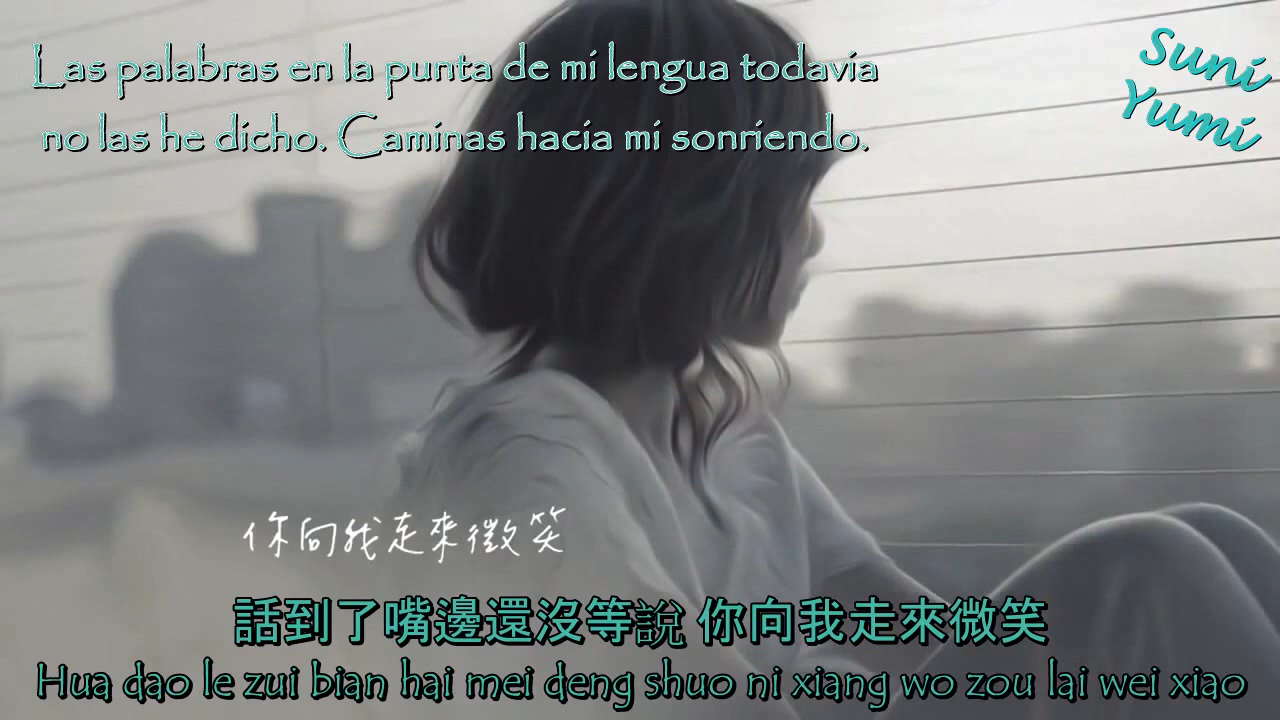 Las palabras en la punta de mi lengua todavia
no las he dicho. Caminas hacia mi sonriendo.
Suni
Yumi
你向我走來微笑
話到了嘴邊還沒等說 你向我走來微笑
Hua dao le zui bian hai mei deng shuo ni xiang wo zou lai wei xiao